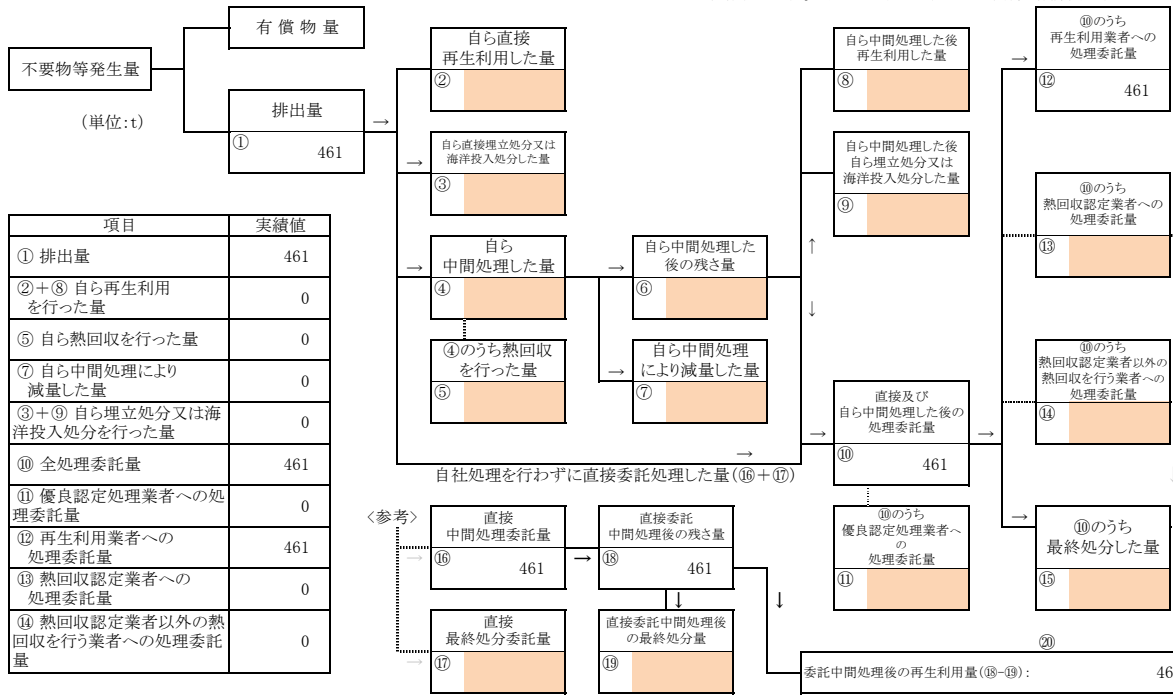 有償物量
不要物等発生量
(単位:t)
排出量
①
461
→
自ら直接
再生利用した量
②
→
自ら直接埋立処分又は
海洋投入処分した量
③
→
自ら
中間処理した量
④
→
自ら中間処理した
後の残さ量
⑥
④のうち熱回収
を行った量
⑤
→
自ら中間処理
により減量した量
⑦
自ら中間処理した後
再生利用した量
⑧
自ら中間処理した後
自ら埋立処分又は
海洋投入処分した量
⑨
↑
↓
→
→
直接及び
自ら中間処理した後の
処理委託量
⑩
461
→
⑩のうち
優良認定処理業者へ
の
処理委託量
⑪
→
⑩のうち
再生利用業者への
処理委託量
⑫
461
⑩のうち
熱回収認定業者への
処理委託量
⑬
⑩のうち
熱回収認定業者以外の
熱回収を行う業者への
処理委託量
⑭
→
⑩のうち
最終処分した量
⑮
自社処理を行わずに直接委託処理した量(⑯+⑰)
<参考>
→
直接
中間処理委託量
⑯
461
→
直接委託
中間処理後の残さ量
⑱
461
→
直接
最終処分委託量
⑰
↓
直接委託中間処理後
の最終処分量
⑲
↓
⑳
委託中間処理後の再生利用量(⑱-⑲):
46
項目 実績値
① 排出量 461
②+⑧ 自ら再生利用
を行った量 0
⑤ 自ら熱回収を行った量 0
⑦ 自ら中間処理により
減量した量 0
③+⑨ 自ら埋立処分又は海
洋投入処分を行った量 0
⑩ 全処理委託量 461
⑪ 優良認定処理業者への処
理委託量 0
⑫ 再生利用業者への
処理委託量 461
⑬ 熱回収認定業者への
処理委託量 0
⑭ 熱回収認定業者以外の熱
回収を行う業者への処理委託
量 0